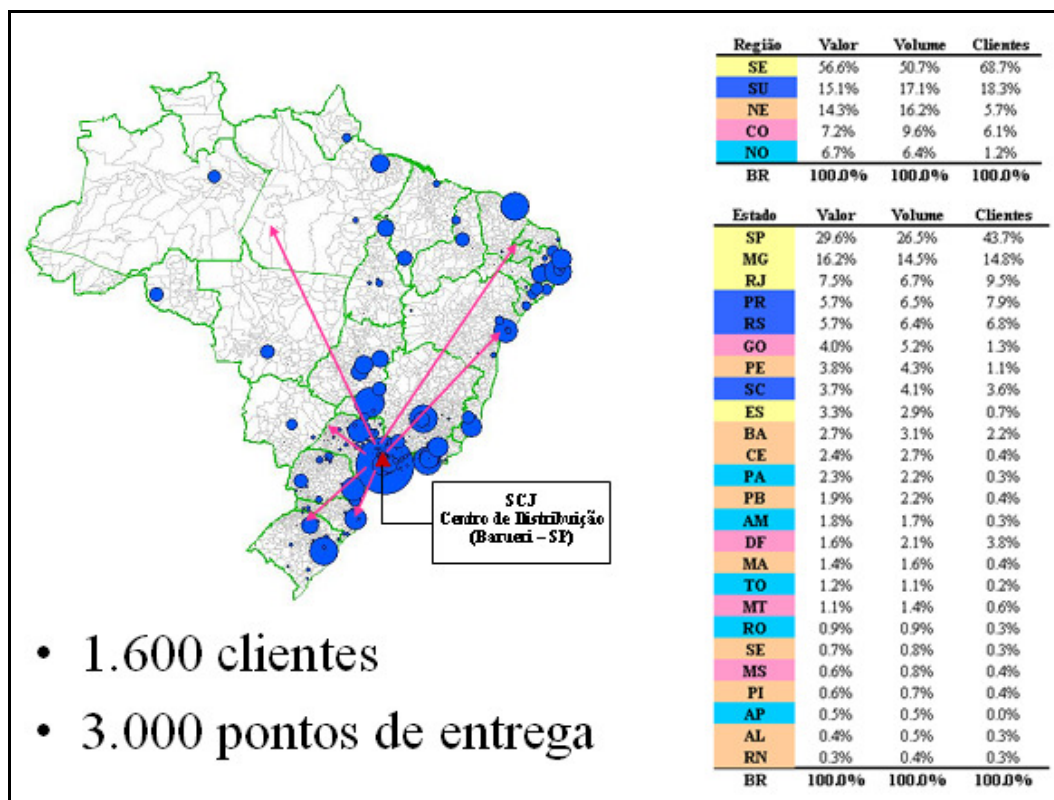 SCJ
Centro de Distribuição
(Barueri – SP)
• 1.600 clientes
• 3.000 pontos de entrega
Região Valor Volume Clientes
SE 56.6% 50.7% 68.7%
SU 15.1% 17.1% 18.3%
NE 14.3% 16.2% 5.7%
CO 7.2% 9.6% 6.1%
NO 6.7% 6.4% 1.2%
BR 100.0% 100.0% 100.0%
Estado Valor Volume Clientes
SP 29.6% 26.5% 43.7%
MG 16.2% 14.5% 14.8%
RJ 7.5% 6.7% 9.5%
PR 5.7% 6.5% 7.9%
RS 5.7% 6.4% 6.8%
GO 4.0% 5.2% 1.3%
PE 3.8% 4.3% 1.1%
SC 3.7% 4.1% 3.6%
ES 3.3% 2.9% 0.7%
BA 2.7% 3.1% 2.2%
CE 2.4% 2.7% 0.4%
PA 2.3% 2.2% 0.3%
PB 1.9% 2.2% 0.4%
AM 1.8% 1.7% 0.3%
DF 1.6% 2.1% 3.8%
MA 1.4% 1.6% 0.4%
TO 1.2% 1.1% 0.2%
MT 1.1% 1.4% 0.6%
RO 0.9% 0.9% 0.3%
SE 0.7% 0.8% 0.3%
MS 0.6% 0.8% 0.4%
PI 0.6% 0.7% 0.4%
AP 0.5% 0.5% 0.0%
AL 0.4% 0.5% 0.3%
RN 0.3% 0.4% 0.3%
BR 100.0% 100.0% 100.0%